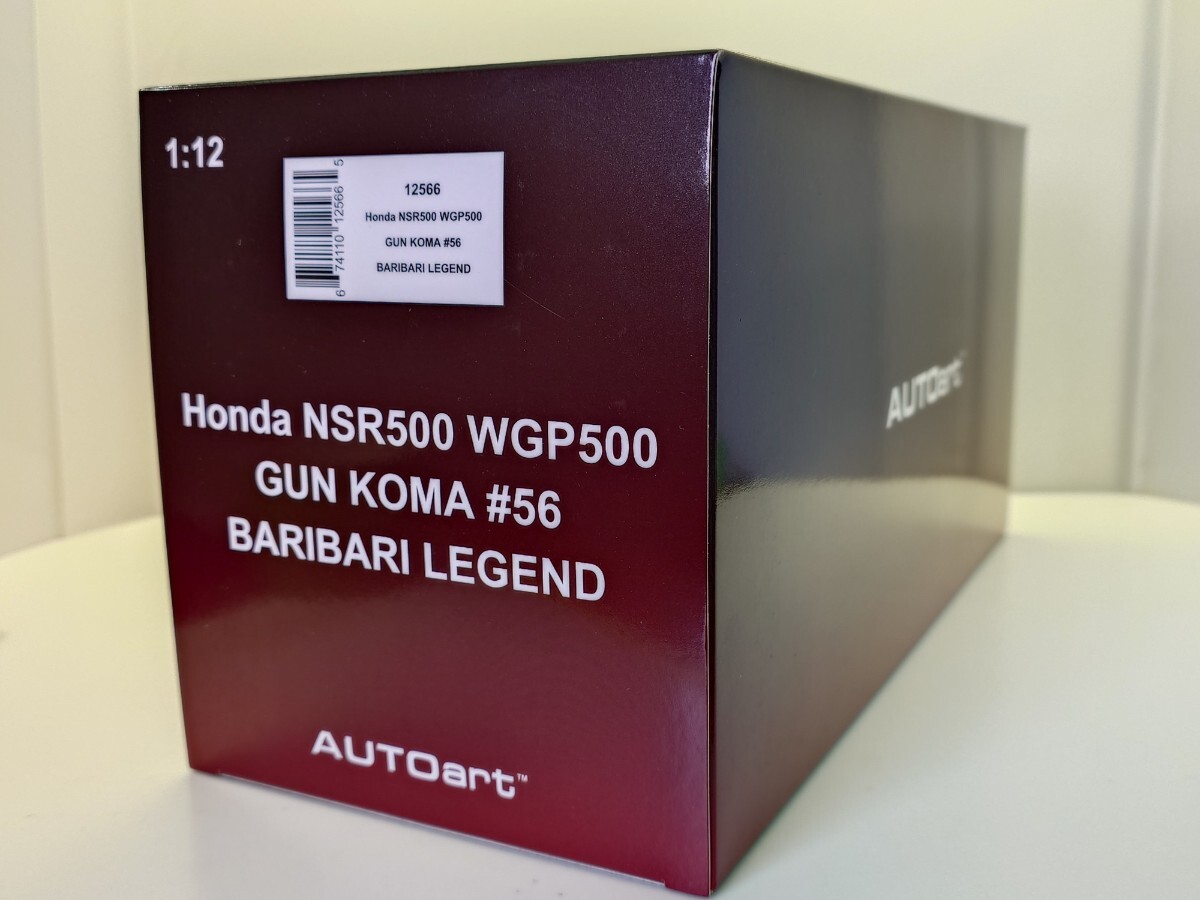 1:12
12566
Honda NSR500 WGP500
GUN KOMA #56
BARIBARI LEGEND
6 74110 12566 5
Honda NSR500 WGP500
GUN KOMA #56
BARIBARI LEGEND
AUTOart™
AUTOart™